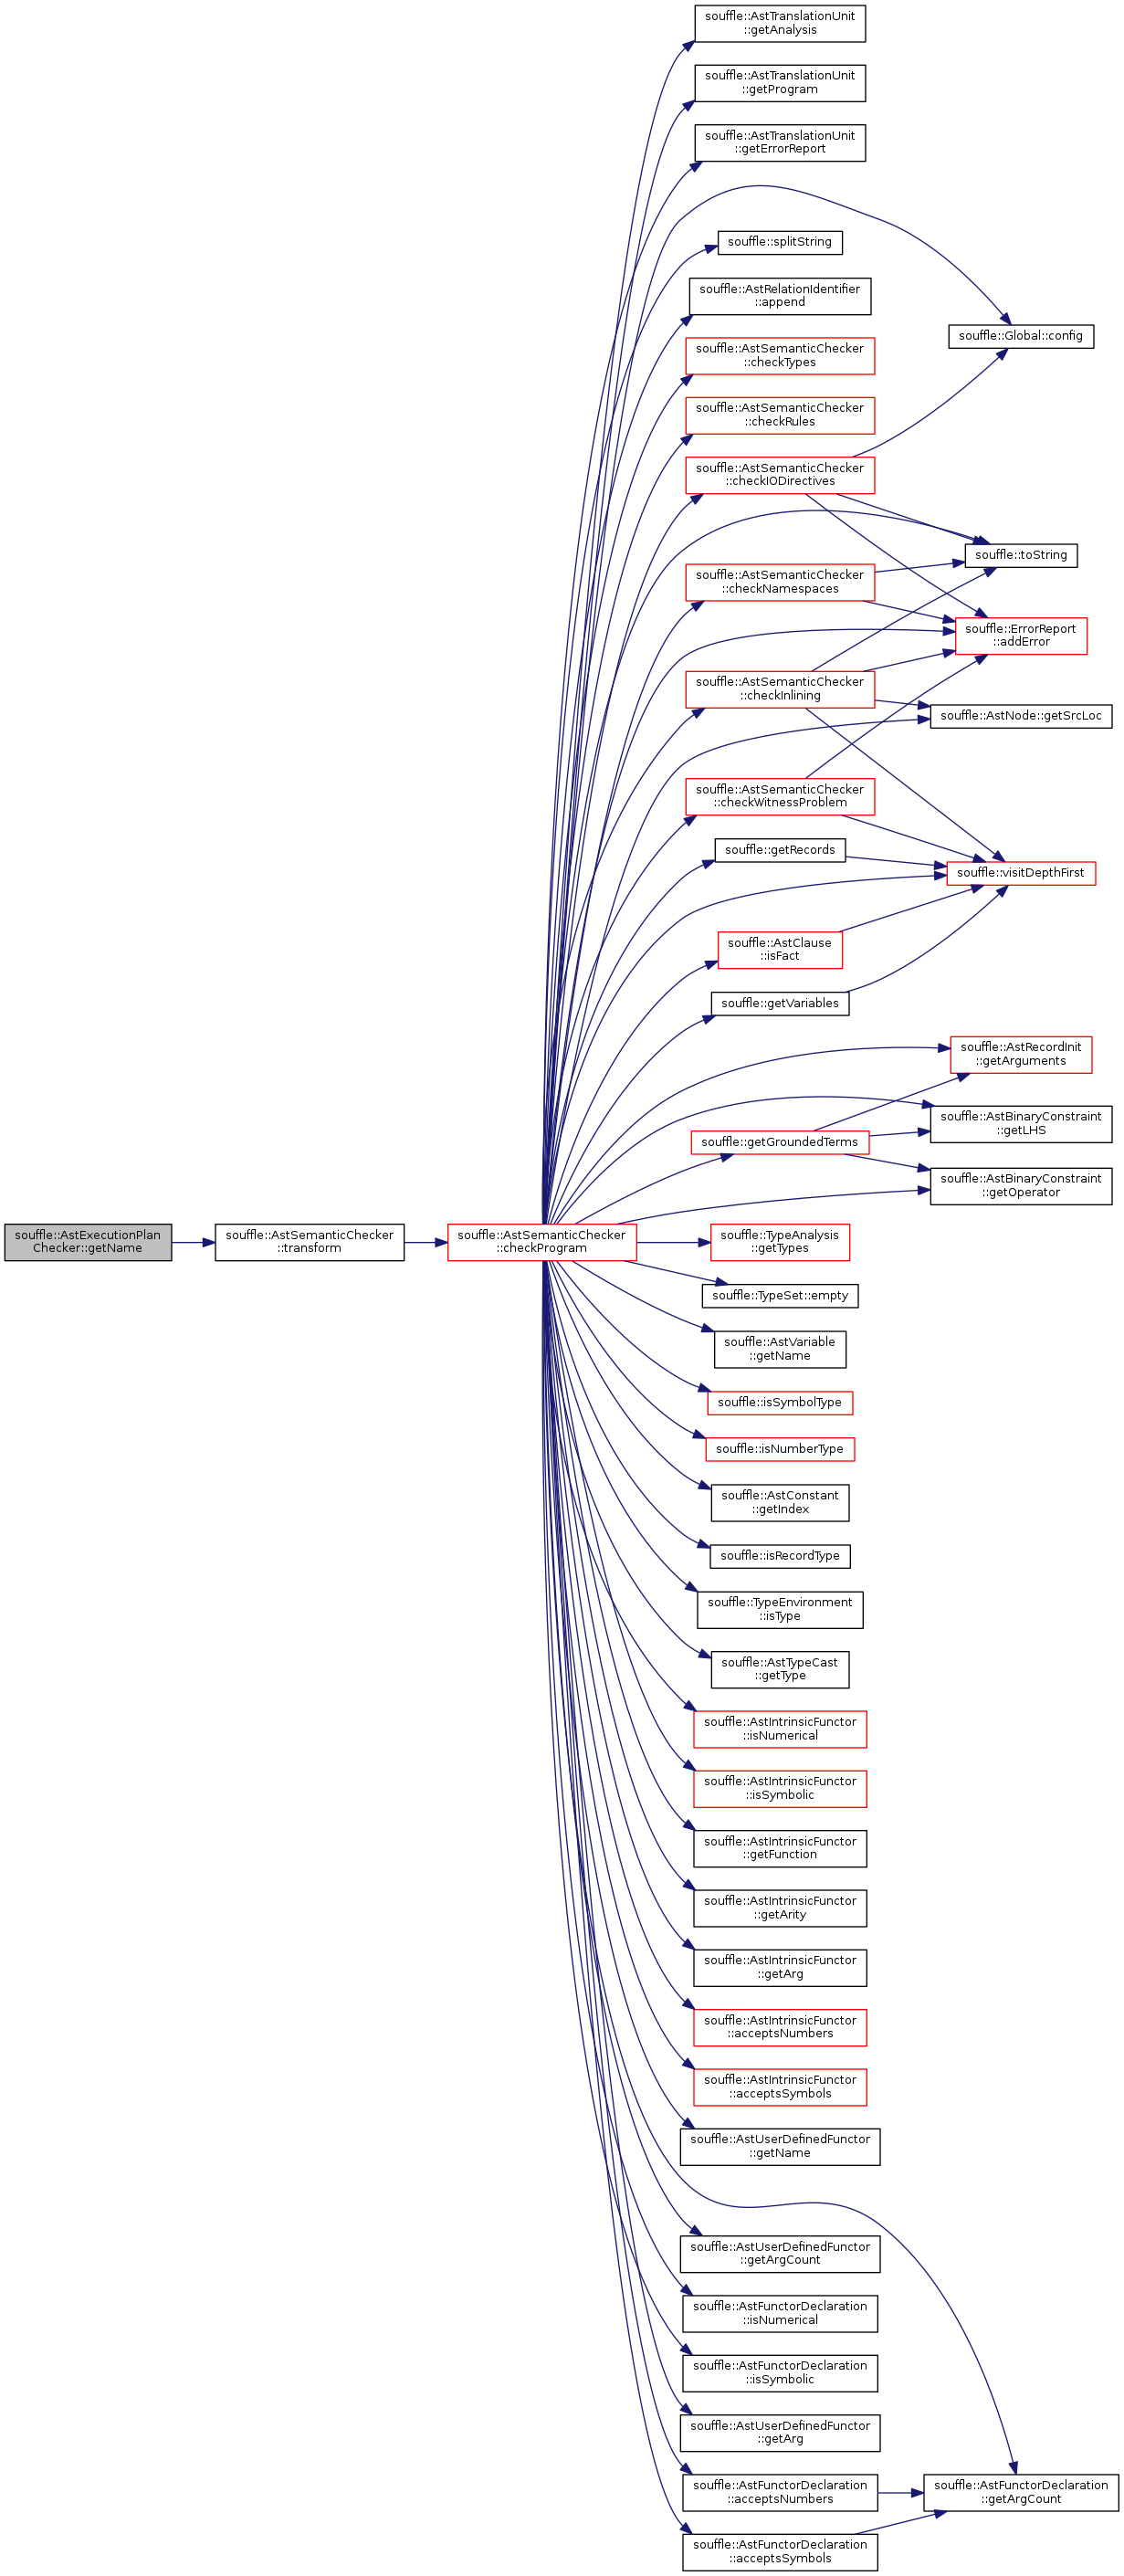 souffle::AstTranslationUnit
::getAnalysis
souffle::AstTranslationUnit
::getProgram
souffle::AstTranslationUnit
::getErrorReport
souffle::splitString
souffle::AstRelationIdentifier
::append
souffle::Global::config
souffle::AstSemanticChecker
::checkTypes
souffle::AstSemanticChecker
::checkRules
souffle::AstSemanticChecker
::checkIODirectives
souffle::toString
souffle::AstSemanticChecker
::checkNamespaces
souffle::ErrorReport
::addError
souffle::AstSemanticChecker
::checkInlining
souffle::AstNode::getSrcLoc
souffle::AstSemanticChecker
::checkWitnessProblem
souffle::getRecords
souffle::visitDepthFirst
souffle::AstClause
::isFact
souffle::getVariables
souffle::AstRecordInit
::getArguments
souffle::AstBinaryConstraint
::getLHS
souffle::getGroundedTerms
souffle::AstBinaryConstraint
::getOperator
souffle::AstExecutionPlan
Checker::getName
souffle::AstSemanticChecker
::transform
souffle::AstSemanticChecker
::checkProgram
souffle::TypeAnalysis
::getTypes
souffle::TypeSet::empty
souffle::AstVariable
::getName
souffle::isSymbolType
souffle::isNumberType
souffle::AstConstant
::getIndex
souffle::isRecordType
souffle::TypeEnvironment
::isType
souffle::AstTypeCast
::getType
souffle::AstIntrinsicFunctor
::isNumerical
souffle::AstIntrinsicFunctor
::isSymbolic
souffle::AstIntrinsicFunctor
::getFunction
souffle::AstIntrinsicFunctor
::getArity
souffle::AstIntrinsicFunctor
::getArg
souffle::AstIntrinsicFunctor
::acceptsNumbers
souffle::AstIntrinsicFunctor
::acceptsSymbols
souffle::AstUserDefinedFunctor
::getName
souffle::AstUserDefinedFunctor
::getArgCount
souffle::AstFunctorDeclaration
::isNumerical
souffle::AstFunctorDeclaration
::isSymbolic
souffle::AstUserDefinedFunctor
::getArg
souffle::AstFunctorDeclaration
::acceptsNumbers
souffle::AstFunctorDeclaration
::getArgCount
souffle::AstFunctorDeclaration
::acceptsSymbols